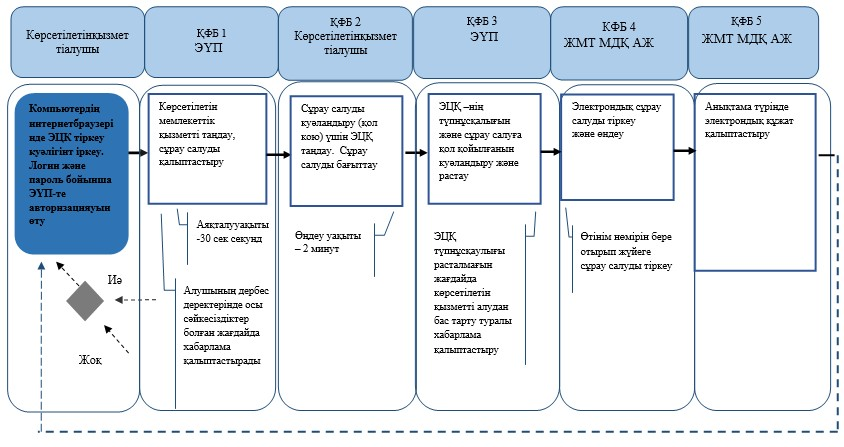 Көрсетілетінқызмет
тіалушы
ҚФБ 1
ЭҮП
ҚФБ 2
Көрсетілетінқызмет
тіалушы
ҚФБ 3
ЭҮП
ҚФБ 4
ЖМТ МДҚ АЖ
ҚФБ 5
ЖМТ МДҚ АЖ
Компьютердің
интернетбраузері
нде ЭЦК тіркеу
куәлігінт іркеу.
Логин және
пароль бойынша
ЭҮП-те
авторизацияуын
өту
Көрсетілетін
мемлекеттік
қызметті таңдау,
сұрау салуды
қалыптастыру
Сұрау салуды
куәландыру (қол
қою) үшін ЭЦҚ
таңдау. Сұрау
салуды бағыттау
ЭЦҚ –нің
түпнұсқалығын
және сұрау салуға
қол қойылғанын
куәландыру және
растау
Электрондық сұрау
салуды тіркеу
және өңдеу
Анықтама түрінде
электрондық құжат
қалыптастыру
Аяқталууақыты
-30 сек секунд
Өңдеу уақыты
– 2 минут
ЭЦҚ
түпнұсқаулығы
расталмағын
жағдайда
көрсетілетін
қызметті алудан
бас тарту туралы
хабарлама
қалыптастыру
Өтінім нөмірін бере
отырып жүйеге
сұрау салуды тіркеу
Иә
Алушының дербес
деректерінде осы
сәйкесіздіктер
болған жағдайда
хабарлама
қалыптастырады
Жоқ